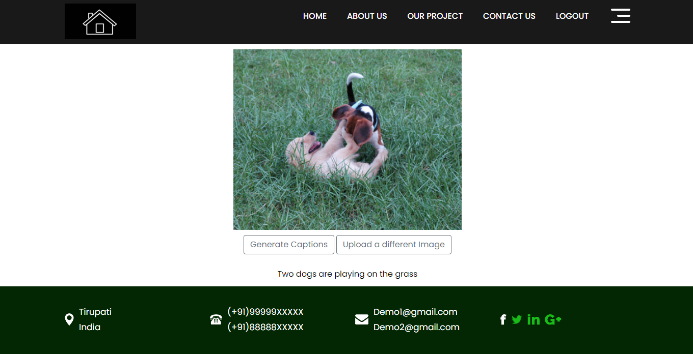 HOME ABOUT US OUR PROJECT CONTACT US LOGOUT
Generate Captions Upload a different Image
Two dogs are playing on the grass
Tirupati
India
(+91)99999XXXXX
(+91)88888XXXXX
Demo1@gmail.com
Demo2@gmail.com